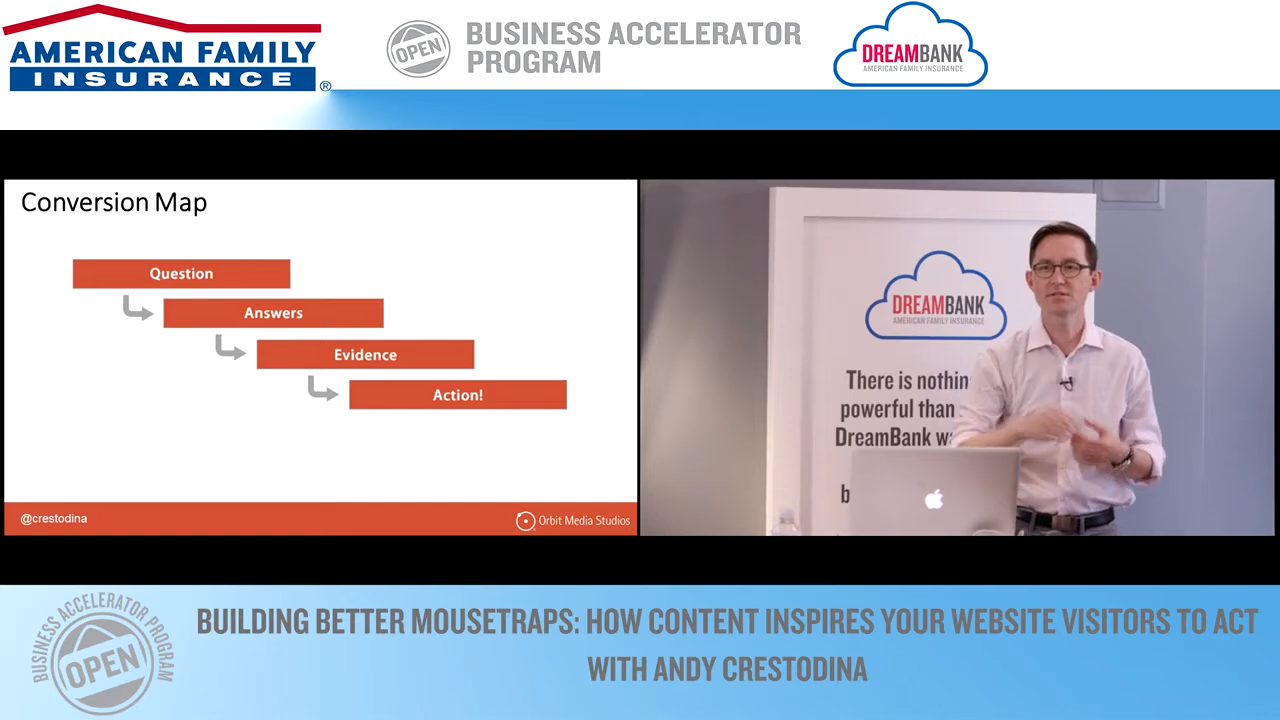 AMERICAN FAMILY
INSURANCE ®
OPEN
BUSINESS ACCELERATOR
PROGRAM
DREAMBANK
AMERICAN FAMILY INSURANCE
Conversion Map
Question
Answers
Evidence
Action!
@crestodina
Orbit Media Studios
DREAMBANK
AMERICAN FAMILY INSURANCE
There is
powerful than
DreamBank
BUSINESS ACCELERATOR PROGRAM
OPEN
BUILDING BETTER MOUSETRAPS: HOW CONTENT INSPIRES YOUR WEBSITE VISITORS TO ACT
WITH ANDY CRESTODINA